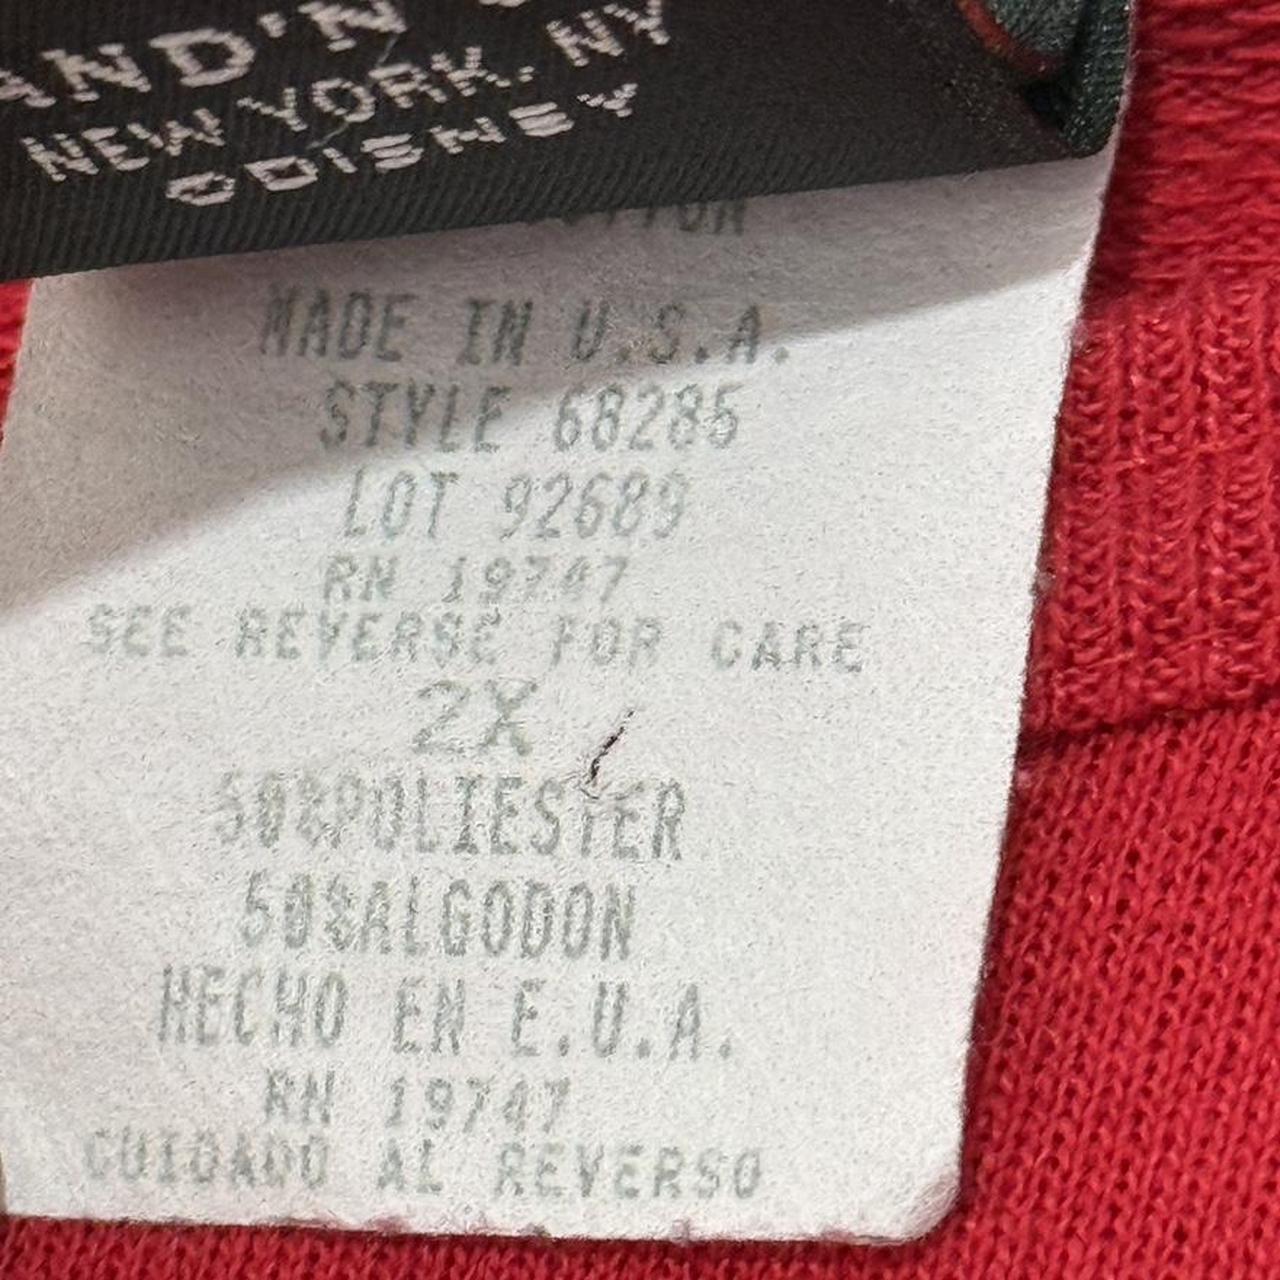 AND'N
NEW YORK, NY
©DISNEY
MADE IN U.S.A.
STYLE 68285
LOT 92689
RN 19747
SEE REVERSE FOR CARE
2X
50%POLIESTER
50%ALGODON
HECHO EN E.U.A.
RN 19747
CUIDADO AL REVERSO